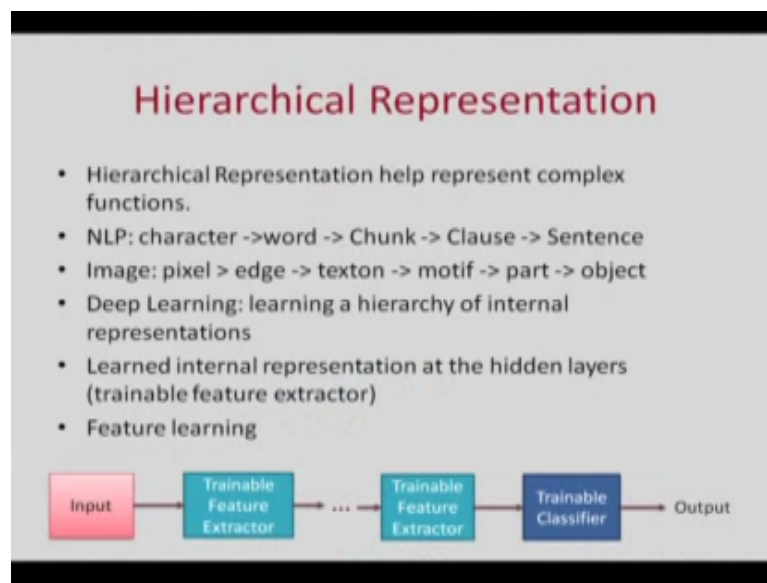 Hierarchical Representation
• Hierarchical Representation help represent complex
functions.
• NLP: character ->word -> Chunk -> Clause -> Sentence
• Image: pixel > edge -> texton -> motif -> part -> object
• Deep Learning: learning a hierarchy of internal
representations
• Learned internal representation at the hidden layers
(trainable feature extractor)
• Feature learning
Input
Trainable
Feature
Extractor
...
Trainable
Feature
Extractor
Trainable
Classifier
Output